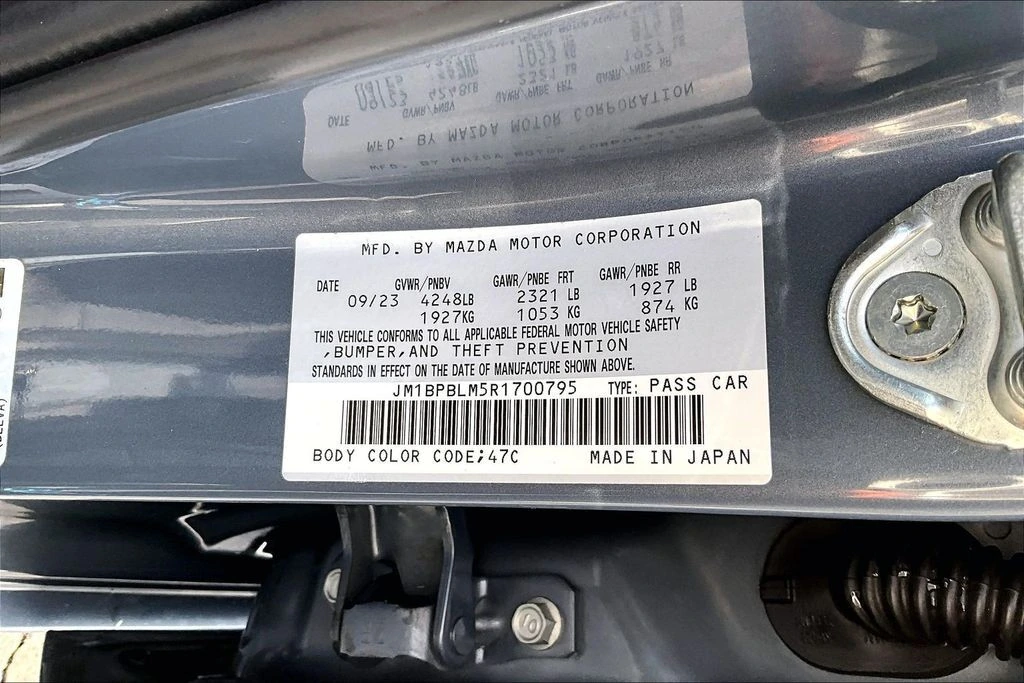 MFD. BY MAZDA MOTOR CORPORATION
DATE GVWR/PNBV GAWR/PNBE FRT GAWR/PNBE RR
09/23 4248LB 2321 LB 1927 LB
1927KG 1053 KG 874 KG
THIS VEHICLE CONFORMS TO ALL APPLICABLE FEDERAL MOTOR VEHICLE SAFETY
,BUMPER,AND THEFT PREVENTION
STANDARDS IN EFFECT ON THE DATE OF MANUFACTURE SHOWN ABOVE.
JM1BPBLM5R1700795 TYPE: PASS CAR
BODY COLOR CODE;47C MADE IN JAPAN